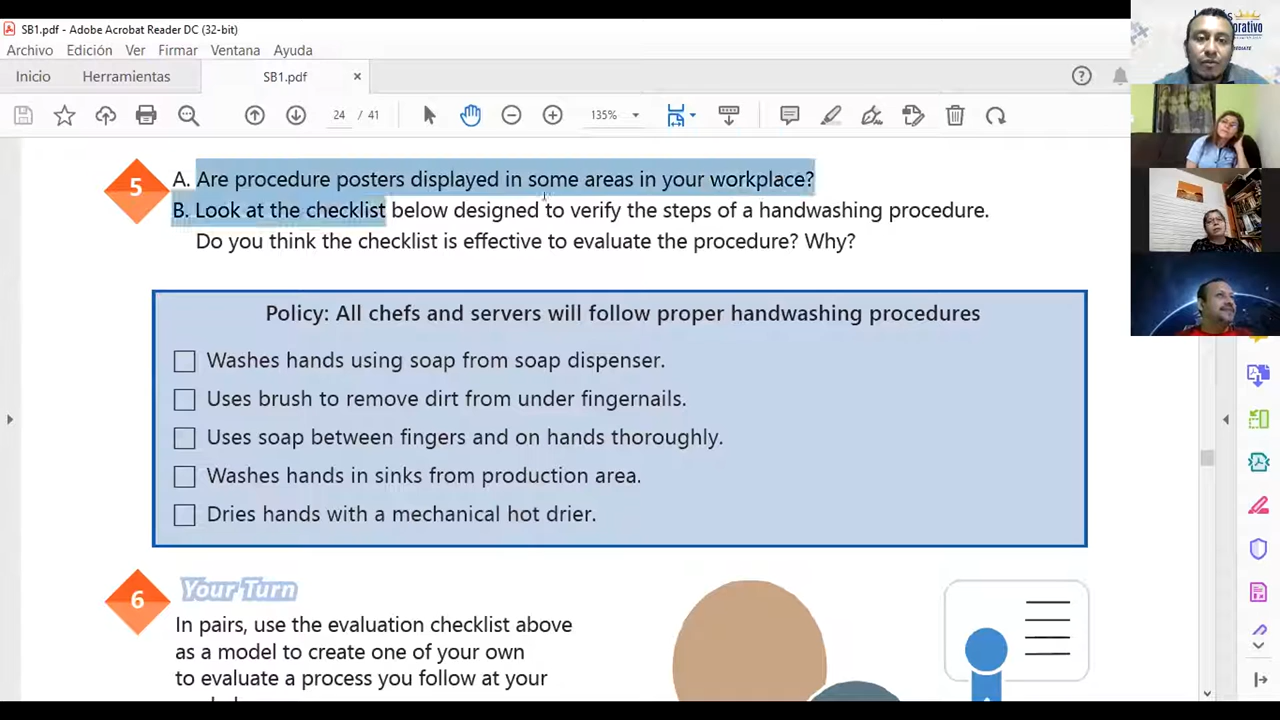 SB1.pdf - Adobe Acrobat Reader DC (32-bit)
Archivo Edición Ver Firmar Ventana Ayuda
Inicio Herramientas SB1.pdf ×
24 / 41 135%
5
A. Are procedure posters displayed in some areas in your workplace?
B. Look at the checklist below designed to verify the steps of a handwashing procedure.
Do you think the checklist is effective to evaluate the procedure? Why?
Policy: All chefs and servers will follow proper handwashing procedures
Washes hands using soap from soap dispenser.
Uses brush to remove dirt from under fingernails.
Uses soap between fingers and on hands thoroughly.
Washes hands in sinks from production area.
Dries hands with a mechanical hot drier.
6
Your Turn
In pairs, use the evaluation checklist above
as a model to create one of your own
to evaluate a process you follow at your